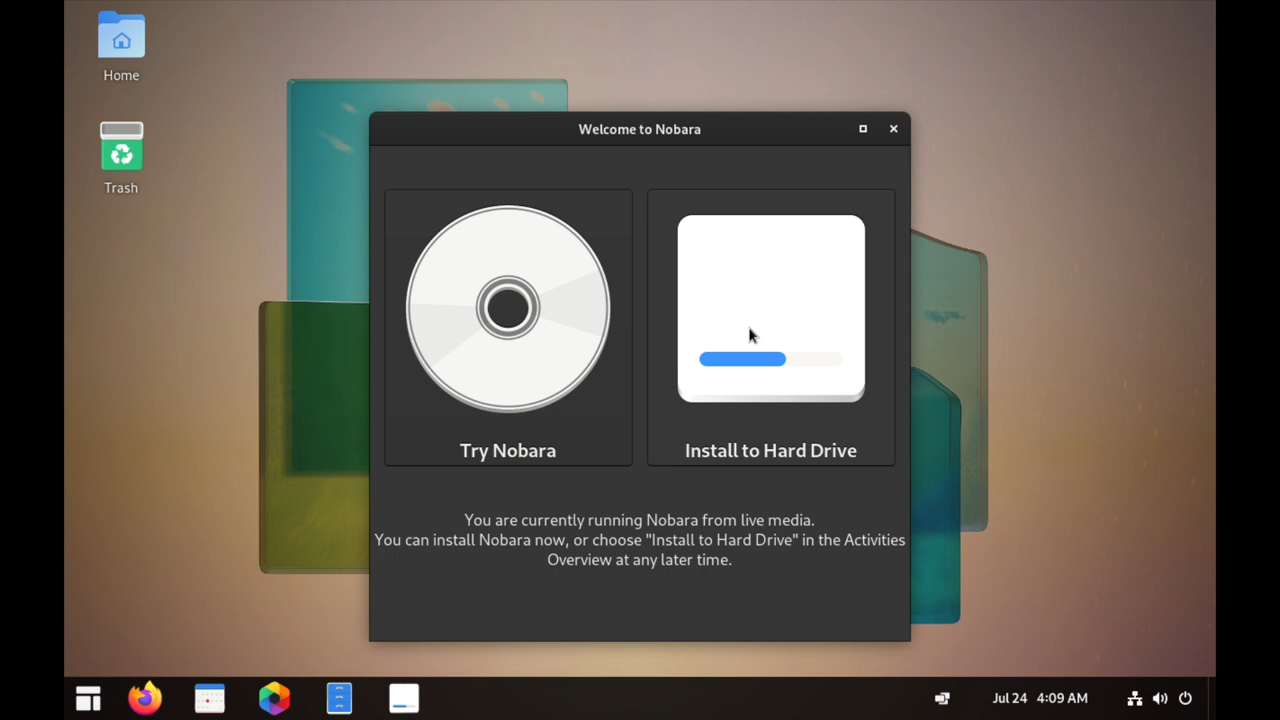 Home
Trash
Welcome to Nobara
Try Nobara
Install to Hard Drive
You are currently running Nobara from live media.
You can install Nobara now, or choose "Install to Hard Drive" in the Activities
Overview at any later time.
Jul 24 4:09 AM